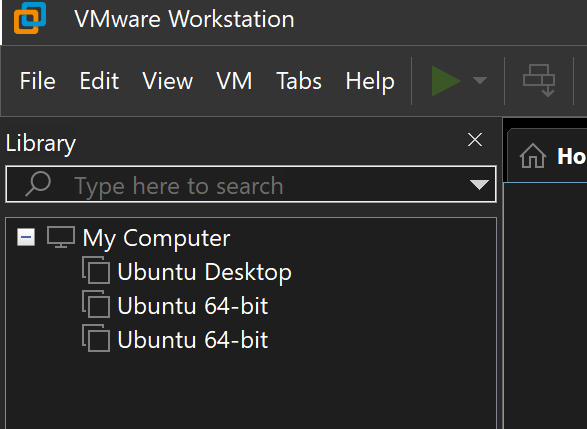 VMware Workstation
File Edit View VM Tabs Help
Library
Ho
Type here to search
My Computer
Ubuntu Desktop
Ubuntu 64-bit
Ubuntu 64-bit